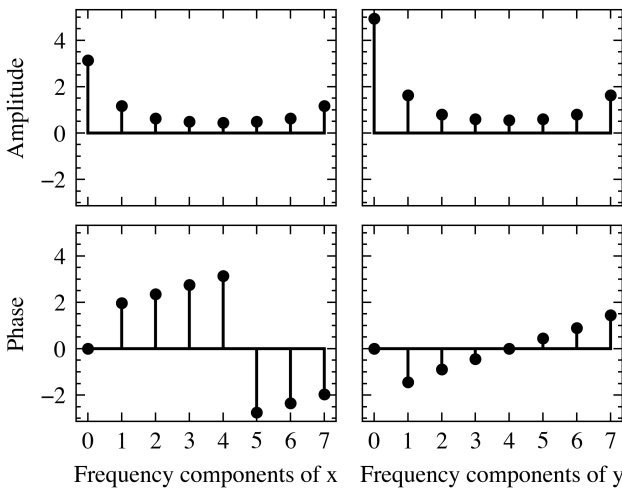 Amplitude
4
2
0
−2
Phase
4
2
0
−2
0 1 2 3 4 5 6 7
0 1 2 3 4 5 6 7
Frequency components of x
Frequency components of y